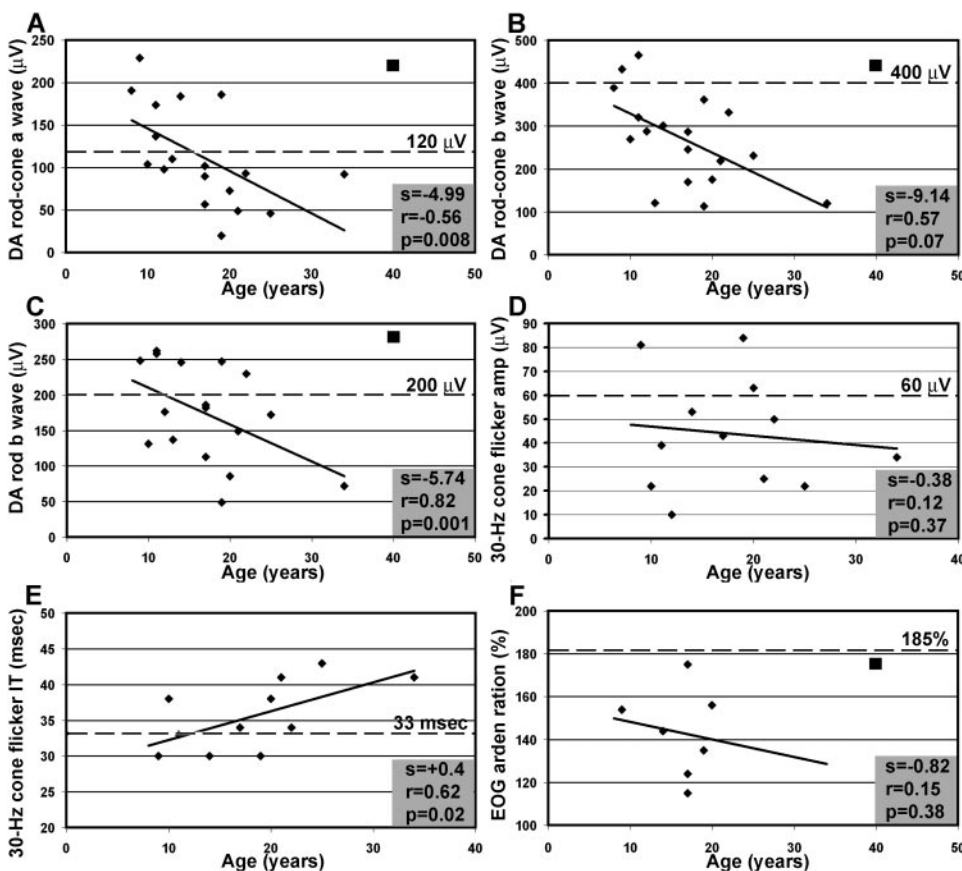 A
DA rod-cone a wave (µV)
250
200
150
100
50
0
120 µV
s=-4.99
r=-0.56
p=0.008
0 10 20 30 40 50
Age (years)
B
DA rod-cone b wave (µV)
500
400
300
200
100
0
400 µV
s=-9.14
r=0.57
p=0.07
0 10 20 30 40 50
Age (years)
C
DA rod b wave (µV)
300
250
200
150
100
50
0
200 µV
s=-5.74
r=0.82
p=0.001
0 10 20 30 40 50
Age (years)
D
30-Hz cone flicker amp (µV)
90
80
70
60
50
40
30
20
10
0
60 µV
s=-0.38
r=0.12
p=0.37
0 10 20 30 40
Age (years)
E
30-Hz cone flicker IT (msec)
50
45
40
35
30
25
20
33 msec
s=+0.4
r=0.62
p=0.02
0 10 20 30 40
Age (years)
F
EOG arden ration (%)
200
180
160
140
120
100
185%
s=-0.82
r=0.15
p=0.38
0 10 20 30 40 50
Age (years)